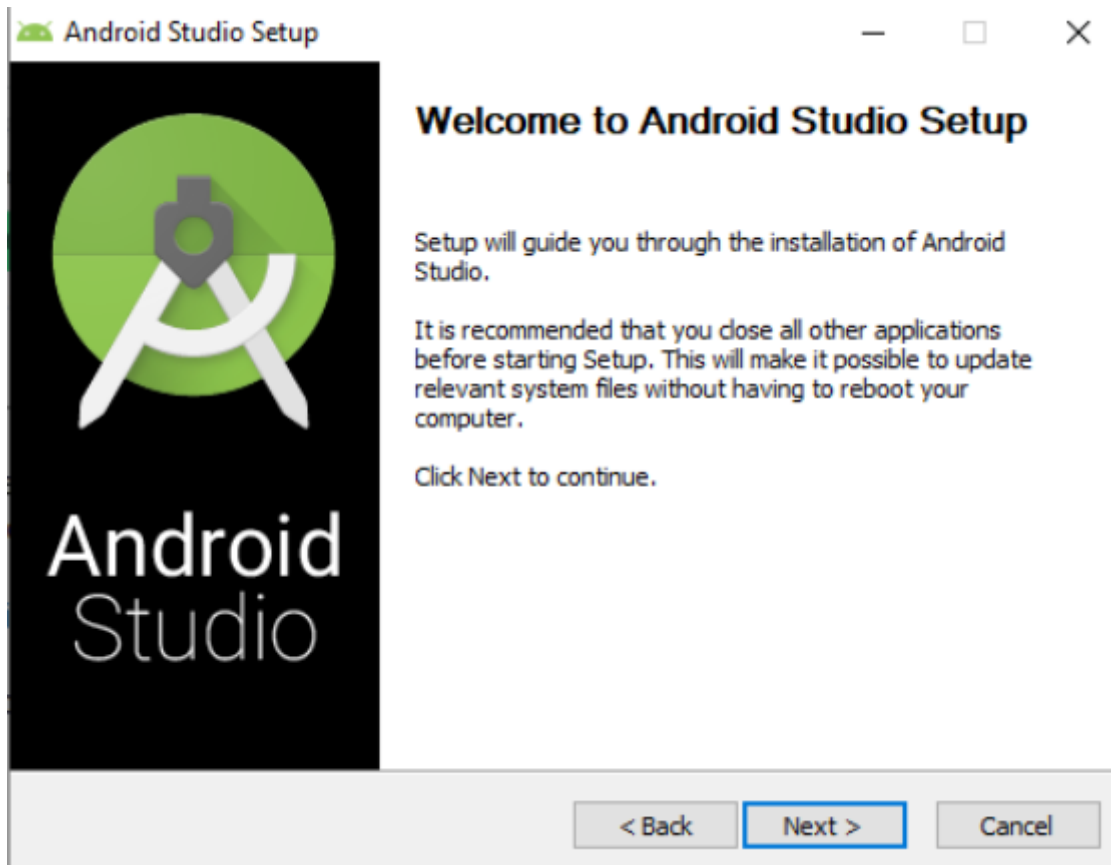 Android Studio Setup
Welcome to Android Studio Setup
Setup will guide you through the installation of Android
Studio.
It is recommended that you close all other applications
before starting Setup. This will make it possible to update
relevant system files without having to reboot your
computer.
Click Next to continue.
Android
Studio
< Back
Next >
Cancel